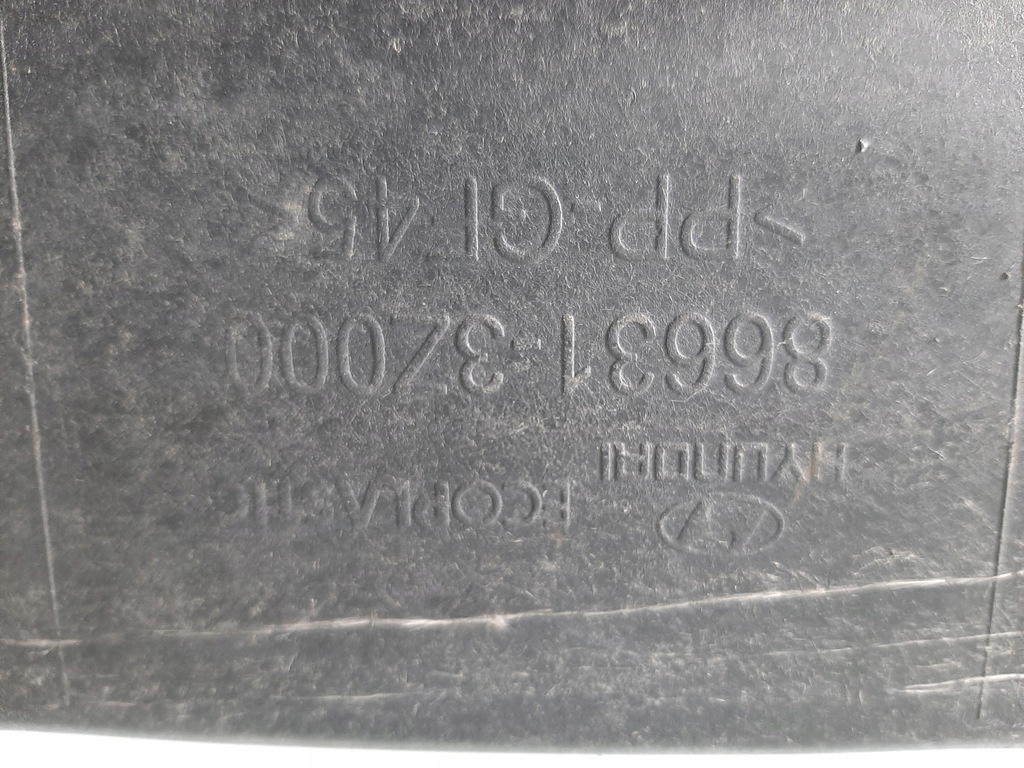 HYUNDAI
ECOPLASTIC
86631-3Z000
>PP-GF45<